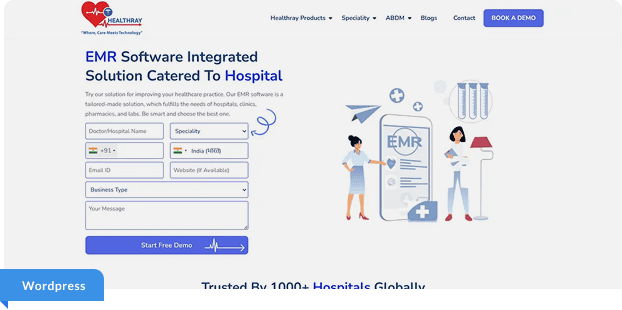 HEALTHRAY
"Where, Care Meets Technology"
Healthray Products Speciality ABDM Blogs Contact BOOK A DEMO
EMR Software Integrated
Solution Catered To Hospital
Try our solution for improving your healthcare practice. Our EMR software is a
tailored-made solution, which fulfills the needs of hospitals, clinics,
pharmacies, and labs. Be smart and choose the best one.
Doctor/Hospital Name Speciality
+91 India (भारत)
Email ID Website (If Available)
Business Type
Your Message
Start Free Demo
EMR
Trusted By 1000+ Hospitals Globally
Wordpress